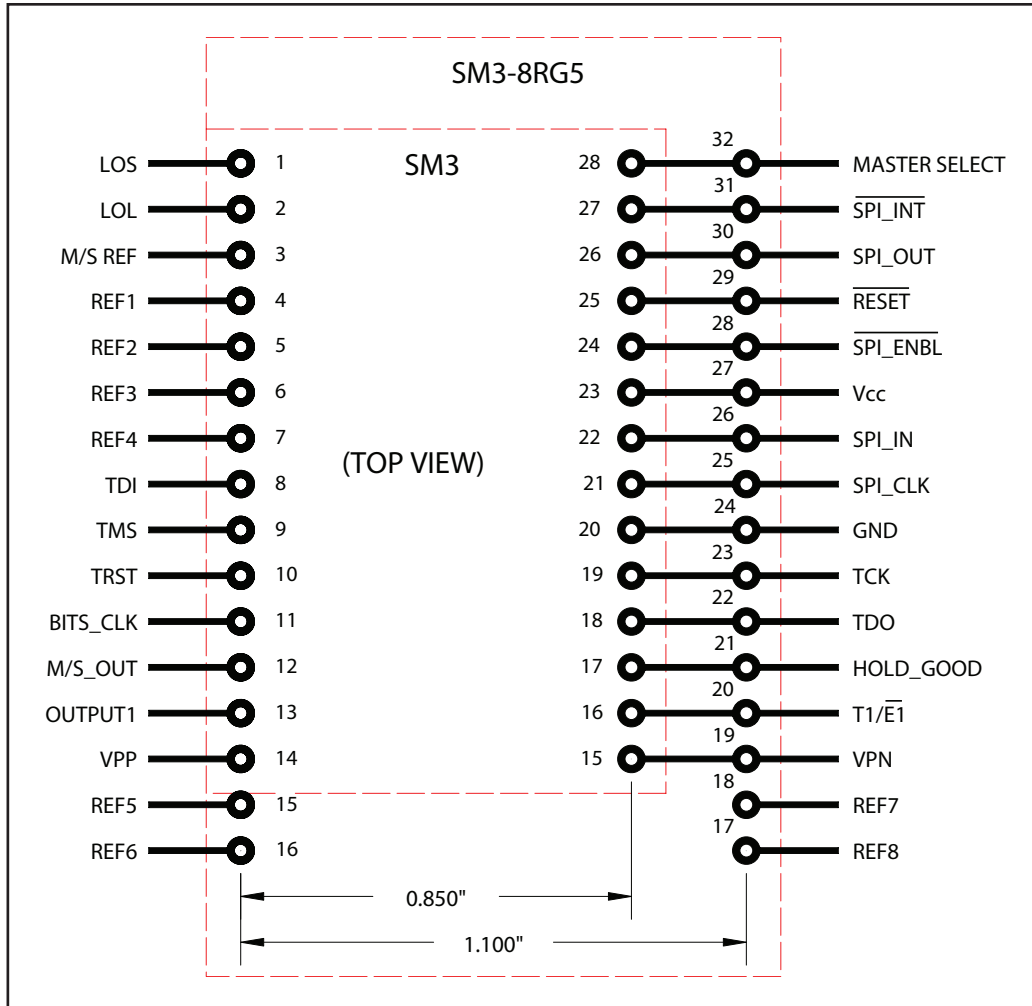 SM3-8RG5
SM3
32
LOS 1 28 MASTER SELECT
31
LOL 2 27 SPI_INT
30
M/S REF 3 26 SPI_OUT
29
REF1 4 25 RESET
28
REF2 5 24 SPI_ENBL
27
REF3 6 23 Vcc
26
REF4 7 22 SPI_IN
(TOP VIEW)
25
TDI 8 21 SPI_CLK
24
TMS 9 20 GND
23
TRST 10 19 TCK
22
BITS_CLK 11 18 TDO
21
M/S_OUT 12 17 HOLD_GOOD
20
OUTPUT1 13 16 T1/E1
19
VPP 14 15 VPN
18
REF5 15 REF7
17
REF6 16 REF8
0.850"
1.100"